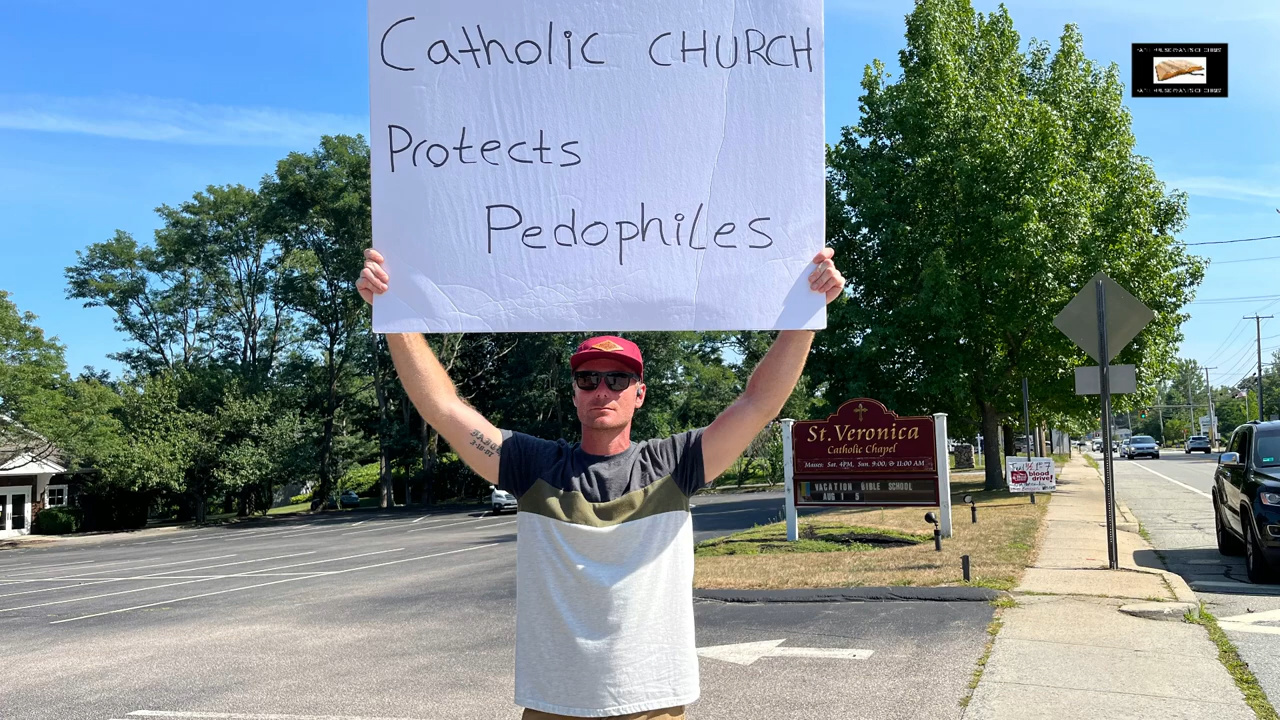 Catholic CHURCH
Protects
Pedophiles
St. Veronica
Catholic Chapel
Masses: Sat. 4PM, Sun. 9:00, & 11:00 AM
VACATION BIBLE SCHOOL
AUG 1 5
blood
drive!